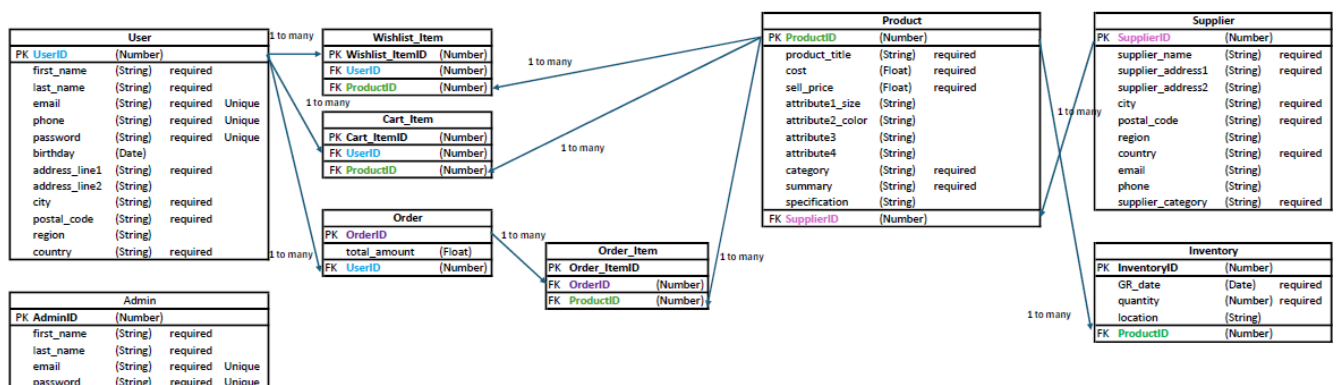 User
PK UserID (Number)
first_name (String) required
last_name (String) required
email (String) required Unique
phone (String) required Unique
password (String) required Unique
birthday (Date)
address_line1 (String) required
address_line2 (String)
city (String) required
postal_code (String) required
region (String)
country (String) required
Admin
PK AdminID (Number)
first_name (String) required
last_name (String) required
email (String) required Unique
password (String) required Unique
1 to many
1 to many
1 to many
Wishlist_Item
PK Wishlist_ItemID (Number)
FK UserID (Number)
FK ProductID (Number)
Cart_Item
PK Cart_ItemID (Number)
FK UserID (Number)
FK ProductID (Number)
Order
PK OrderID
total_amount (Float)
FK UserID (Number)
1 to many
1 to many
1 to many
Order_Item
PK Order_ItemID
FK OrderID (Number)
FK ProductID (Number)
1 to many
Product
PK ProductID (Number)
product_title (String) required
cost (Float) required
sell_price (Float) required
attribute1_size (String)
attribute2_color (String)
attribute3 (String)
attribute4 (String)
category (String) required
summary (String) required
specification (String)
FK SupplierID (Number)
1 to many
1 to many
Supplier
PK SupplierID (Number)
supplier_name (String) required
supplier_address1 (String) required
supplier_address2 (String)
city (String) required
postal_code (String) required
region (String)
country (String) required
email (String)
phone (String)
supplier_category (String) required
Inventory
PK InventoryID (Number)
GR_date (Date) required
quantity (Number) required
location (String)
FK ProductID (Number)